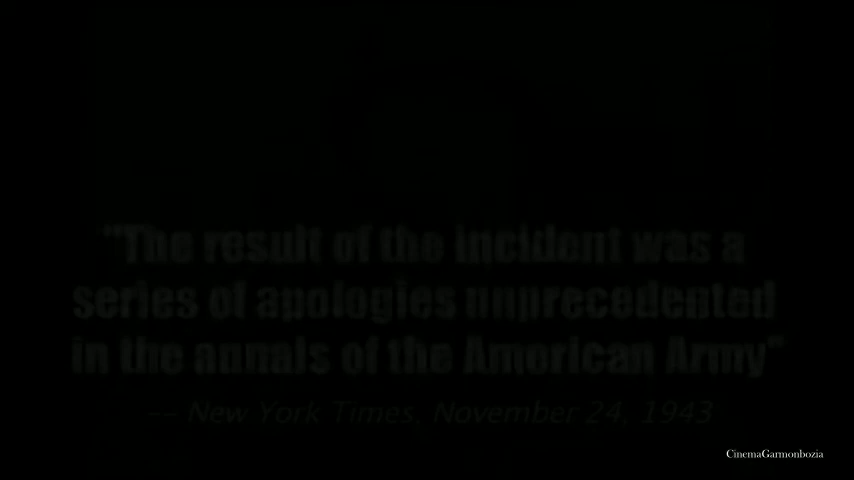 "The result of the incident was a
series of apologies unprecedented
in the annals of the American Army"
-- New York Times, November 24, 1943
CinemaGarmonbozia